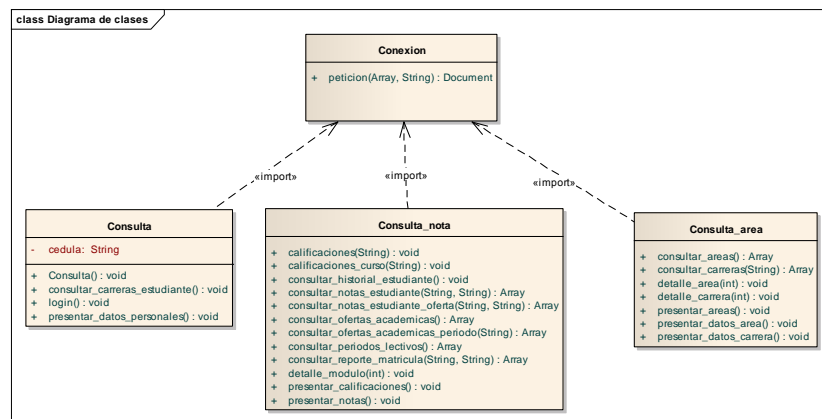 class Diagrama de clases
Conexion
+ peticion(Array, String) : Document
«import»
«import»
«import»
Consulta
- cedula: String
+ Consulta() : void
+ consultar_carreras_estudiante() : void
+ login() : void
+ presentar_datos_personales() : void
Consulta_nota
+ calificaciones(String) : void
+ calificaciones_curso(String) : void
+ consultar_historial_estudiante() : void
+ consultar_notas_estudiante(String, String) : Array
+ consultar_notas_estudiante_oferta(String, String) : Array
+ consultar_ofertas_academicas() : Array
+ consultar_ofertas_academicas_periodo(String) : Array
+ consultar_periodos_lectivos() : Array
+ consultar_reporte_matricula(String, String) : Array
+ detalle_modulo(int) : void
+ presentar_calificaciones() : void
+ presentar_notas() : void
Consulta_area
+ consultar_areas() : Array
+ consultar_carreras(String) : Array
+ detalle_area(int) : void
+ detalle_carrera(int) : void
+ presentar_areas() : void
+ presentar_datos_area() : void
+ presentar_datos_carrera() : void